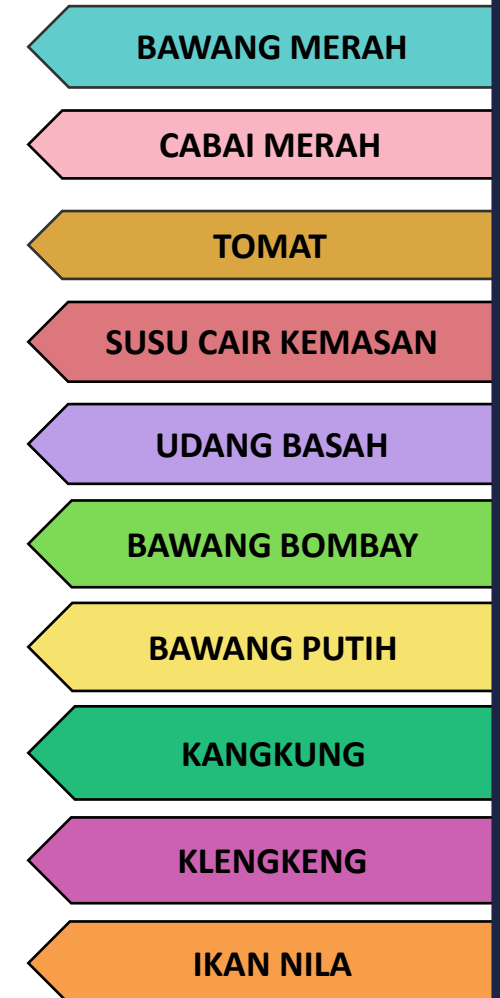 BAWANG MERAH
CABAI MERAH
TOMAT
SUSU CAIR KEMASAN
UDANG BASAH
BAWANG BOMBAY
BAWANG PUTIH
KANGKUNG
KLENGKENG
IKAN NILA